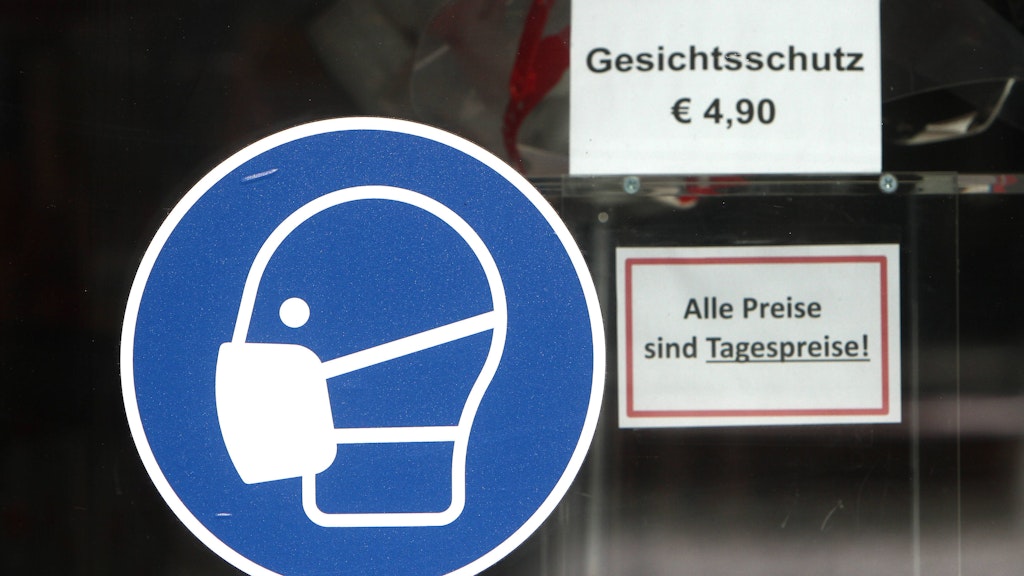 Gesichtsschutz
€ 4,90
Alle Preise
sind Tagespreise!